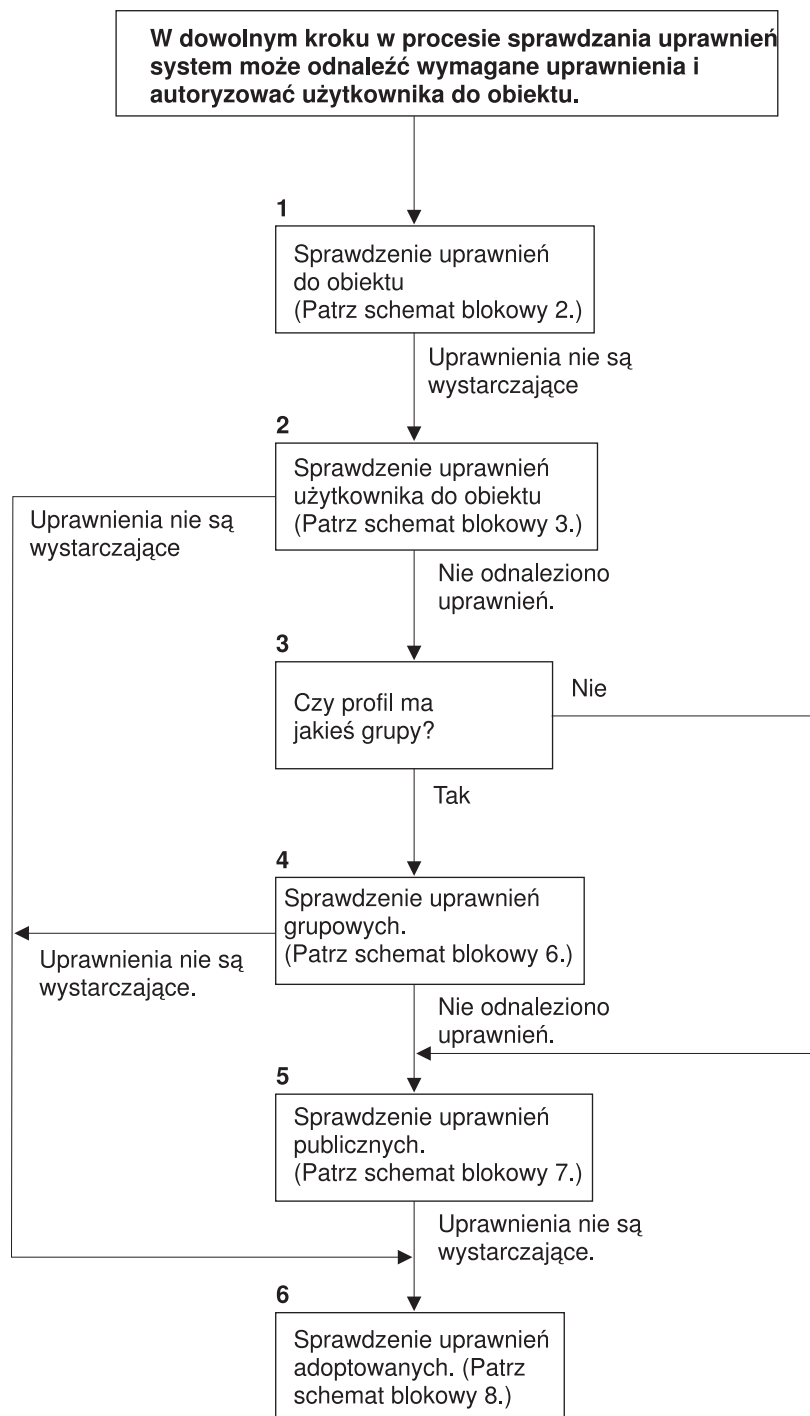 W dowolnym kroku w procesie sprawdzania uprawnień
system może odnaleźć wymagane uprawnienia i
autoryzować użytkownika do obiektu.
1
Sprawdzenie uprawnień
do obiektu
(Patrz schemat blokowy 2.)
Uprawnienia nie są
wystarczające
2
Sprawdzenie uprawnień
użytkownika do obiektu
(Patrz schemat blokowy 3.)
Uprawnienia nie są
wystarczające
Nie odnaleziono
uprawnień.
3
Czy profil ma
jakieś grupy?
Nie
Tak
4
Sprawdzenie uprawnień
grupowych.
(Patrz schemat blokowy 6.)
Uprawnienia nie są
wystarczające.
Nie odnaleziono
uprawnień.
5
Sprawdzenie uprawnień
publicznych.
(Patrz schemat blokowy 7.)
Uprawnienia nie są
wystarczające.
6
Sprawdzenie uprawnień
adoptowanych. (Patrz
schemat blokowy 8.)